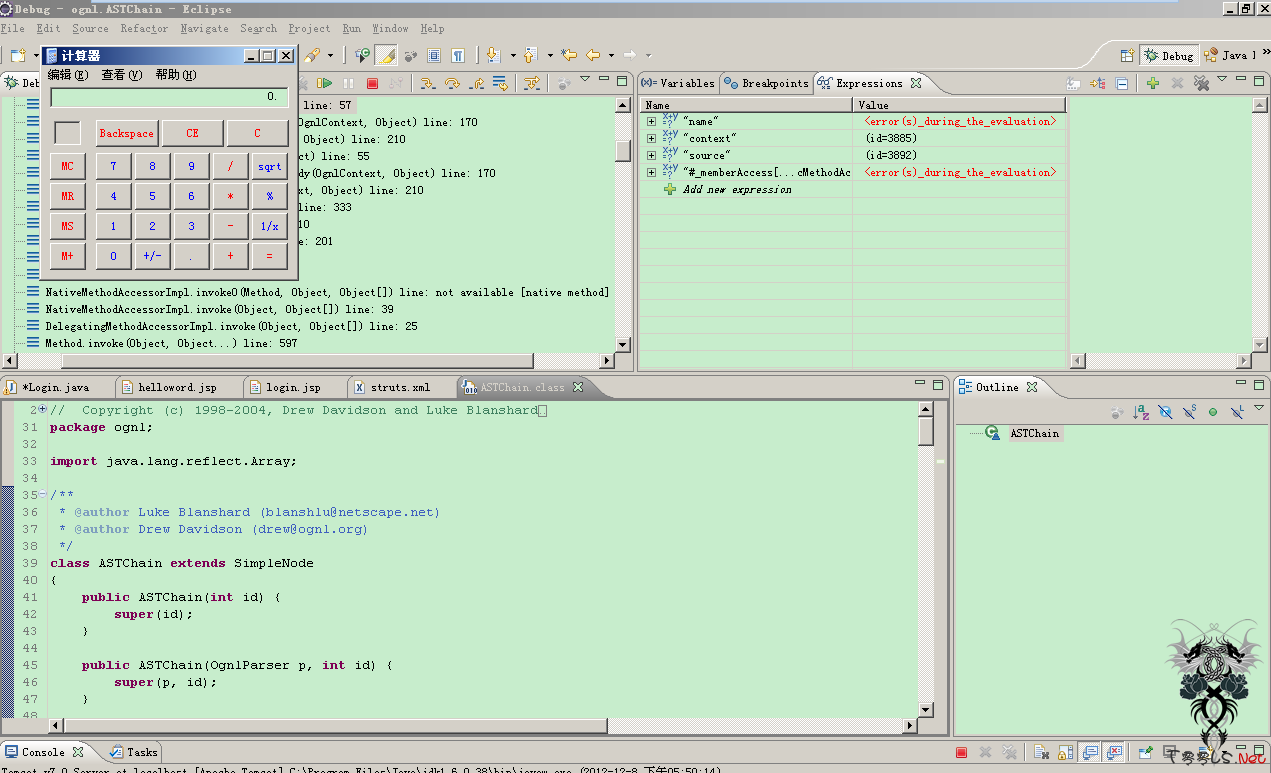 Debug - ognl.ASTChain - Eclipse
File Edit Source Refactor Navigate Search Project Run Window Help
计算器
编辑(E) 查看(V) 帮助(H)
0.
Backspace CE C
MC 7 8 9 / sqrt
MR 4 5 6 * %
MS 1 2 3 - 1/x
M+ 0 +/- . + =
Debug Java
Deb
line: 57
OgnlContext, Object) line: 170
Object) line: 210
ct) line: 55
dy(OgnlContext, Object) line: 170
xt, Object) line: 210
line: 333
10
e: 201
NativeMethodAccessorImpl.invoke0(Method, Object, Object[]) line: not available [native method]
NativeMethodAccessorImpl.invoke(Object, Object[]) line: 39
DelegatingMethodAccessorImpl.invoke(Object, Object[]) line: 25
Method.invoke(Object, Object...) line: 597
(x)= Variables Breakpoints Expressions
Name Value
"name" <error(s)_during_the_evaluation>
"context" (id=3885)
"source" (id=3892)
"#_memberAccess[...cMethodAc <error(s)_during_the_evaluation>
Add new expression
*Login.java helloword.jsp login.jsp struts.xml ASTChain.class
2 // Copyright (c) 1998-2004, Drew Davidson and Luke Blanshard
31 package ognl;
32
33 import java.lang.reflect.Array;
34
35 /**
36 * @author Luke Blanshard (blanshlu@netscape.net)
37 * @author Drew Davidson (drew@ognl.org)
38 */
39 class ASTChain extends SimpleNode
40 {
41 public ASTChain(int id) {
42 super(id);
43 }
44
45 public ASTChain(OgnlParser p, int id) {
46 super(p, id);
47 }
48
Outline
ASTChain
Console Tasks
Tomcat v7.0 Server at localhost [Apache Tomcat] C:\Program Files\Java\jdk1.6.0_38\bin\javaw.exe (2012-12-8 下午05:50:14)